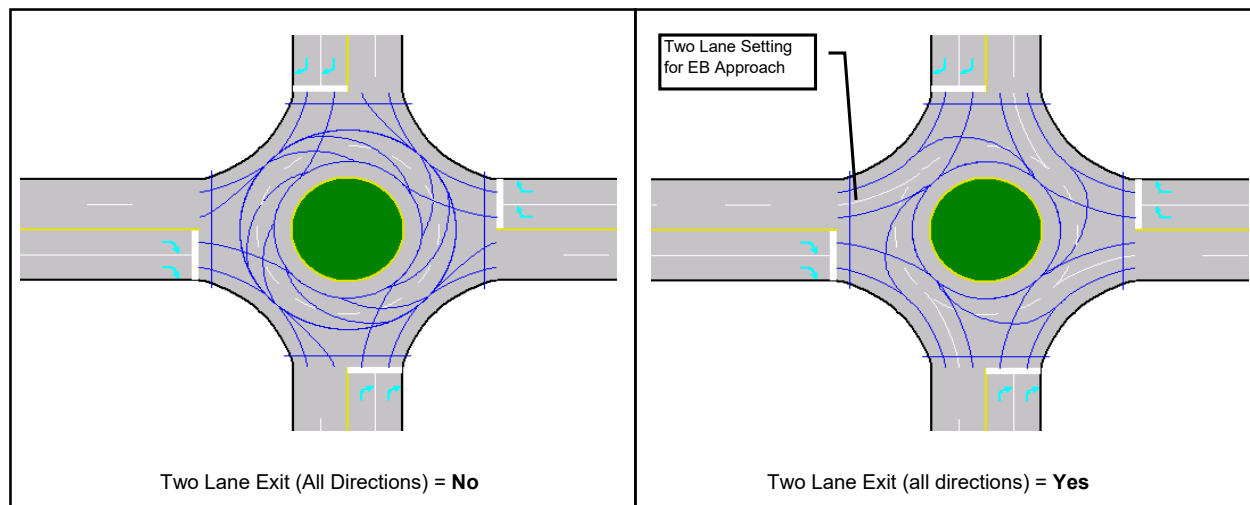 Two Lane Setting
for EB Approach
Two Lane Exit (All Directions) = No
Two Lane Exit (all directions) = Yes